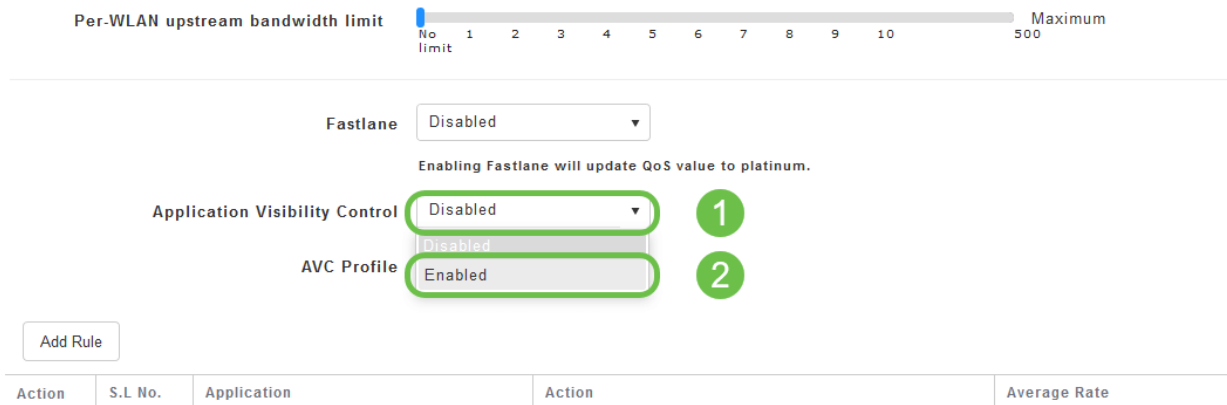 Per-WLAN upstream bandwidth limit
Maximum
No limit 1 2 3 4 5 6 7 8 9 10 500
Fastlane Disabled
Enabling Fastlane will update QoS value to platinum.
Application Visibility Control Disabled 1
Disabled
AVC Profile Enabled 2
Add Rule
Action S.L No. Application Action Average Rate